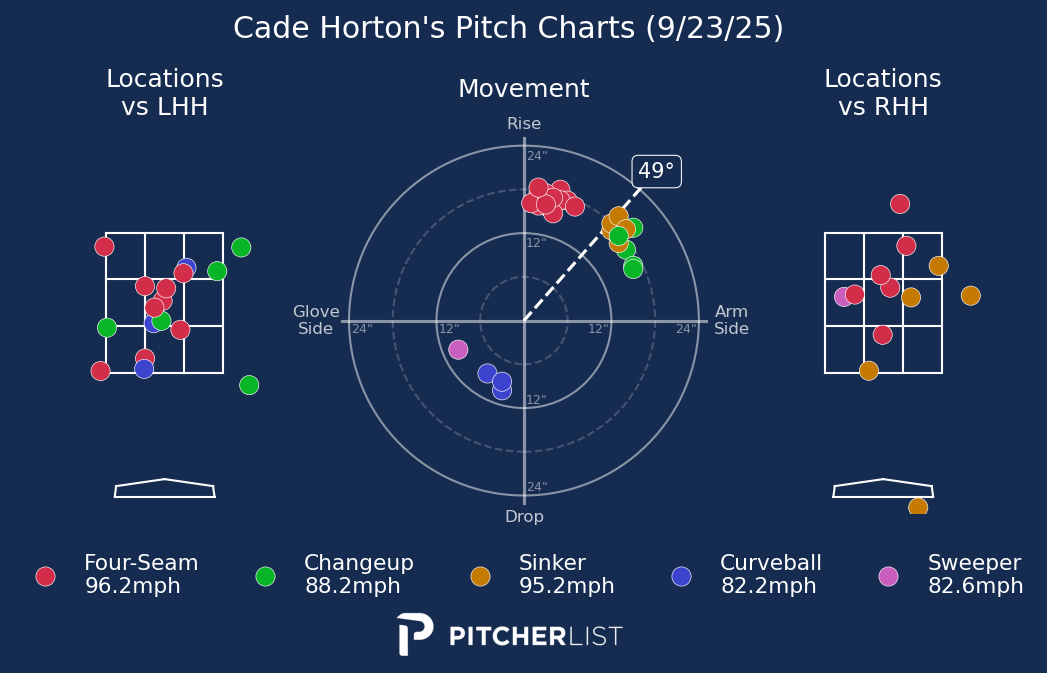 Cade Horton's Pitch Charts (9/23/25)
Locations
vs LHH
Movement
Locations
vs RHH
Rise
24"
49°
12"
Glove
Side
24"
12"
12"
24"
Arm
Side
12"
24"
Drop
Four-Seam
96.2mph
Changeup
88.2mph
Sinker
95.2mph
Curveball
82.2mph
Sweeper
82.6mph
PITCHERLIST